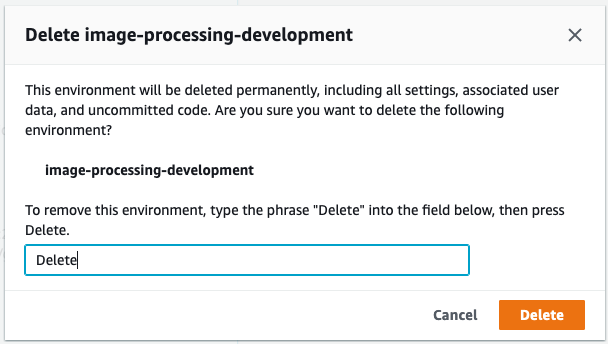 Delete image-processing-development
This environment will be deleted permanently, including all settings, associated user
data, and uncommitted code. Are you sure you want to delete the following
environment?
image-processing-development
To remove this environment, type the phrase "Delete" into the field below, then press
Delete.
Delete
Cancel Delete